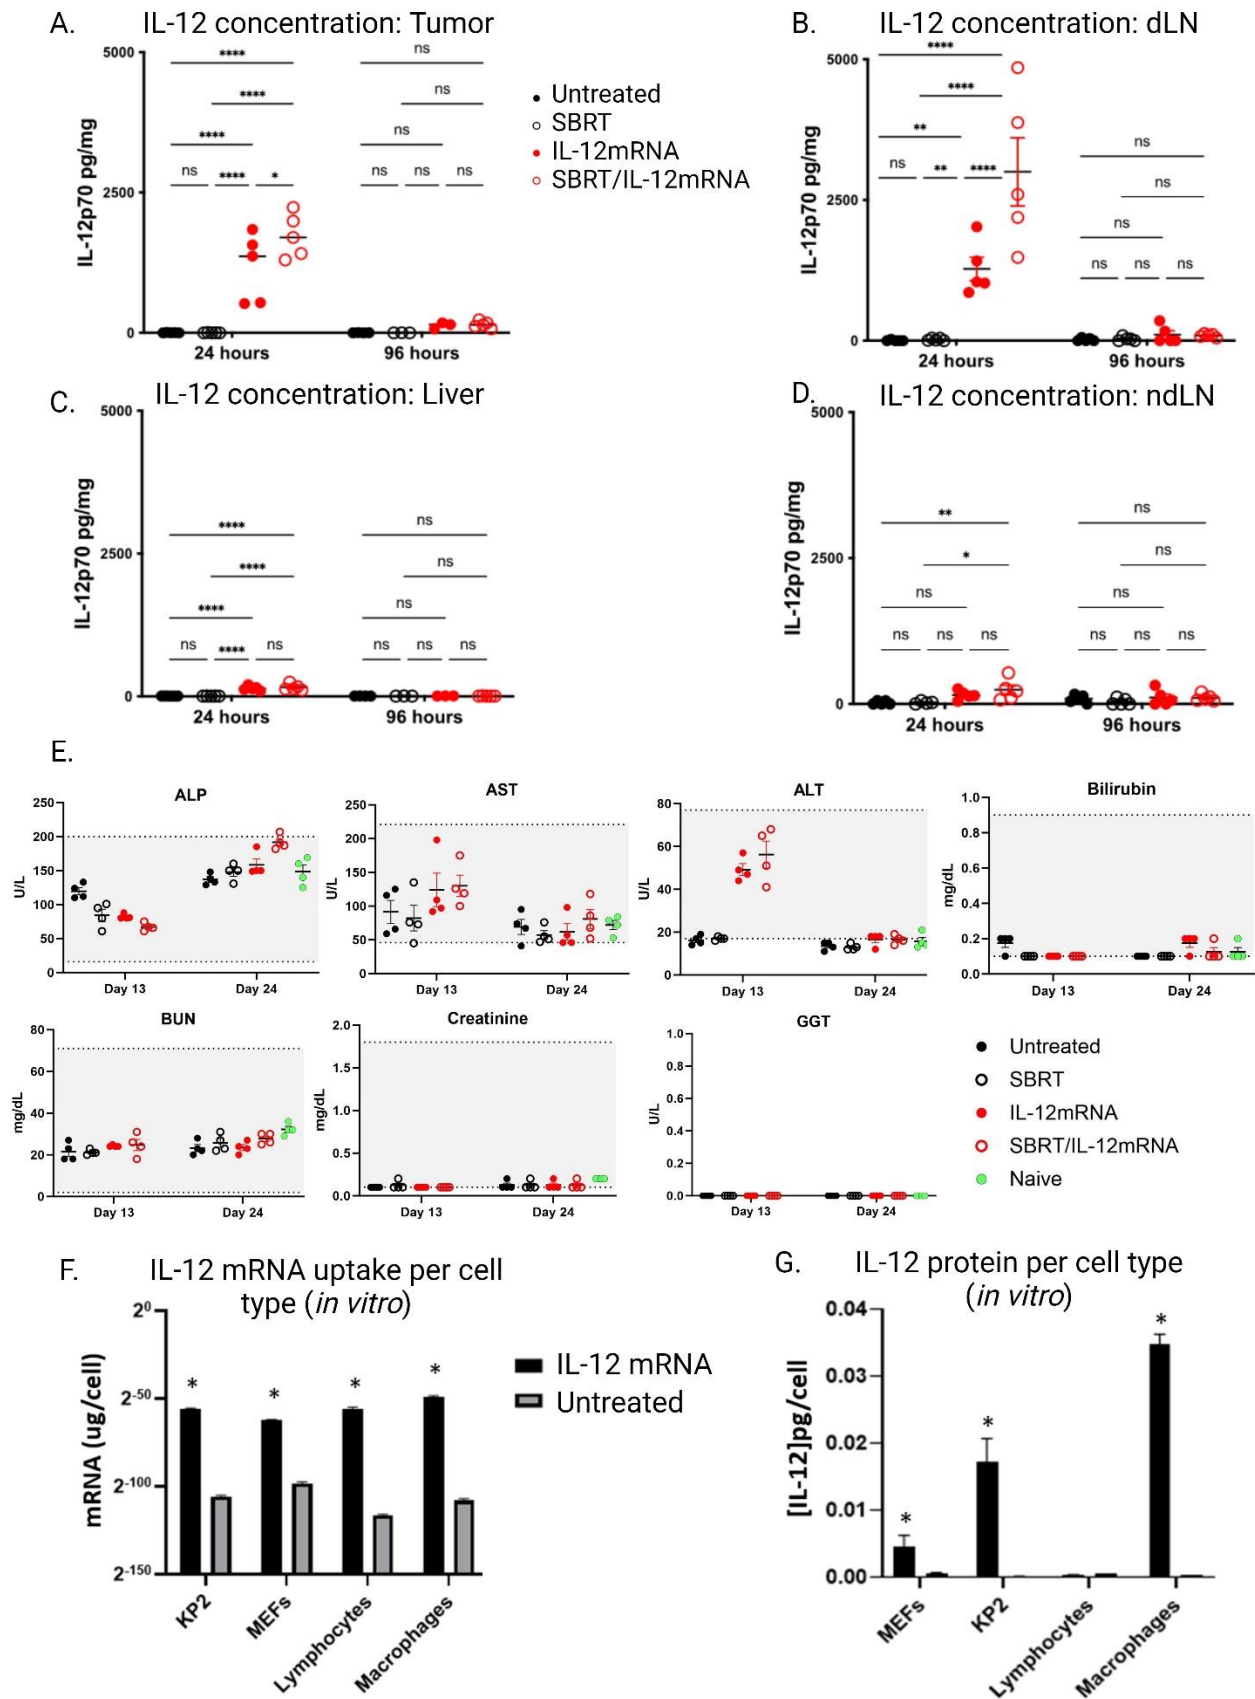 A. IL-12 concentration: Tumor
5000
2500
0
IL-12p70 pg/mg
****
****
****
ns **** *
ns
ns
ns
ns ns ns
24 hours 96 hours
Untreated
SBRT
IL-12mRNA
SBRT/IL-12mRNA
B. IL-12 concentration: dLN
5000
2500
0
IL-12p70 pg/mg
****
****
**
ns ** ****
ns
ns
ns
ns ns ns
24 hours 96 hours
C. IL-12 concentration: Liver
5000
2500
0
IL-12p70 pg/mg
****
****
****
ns **** ns
ns
ns
ns
ns ns ns
24 hours 96 hours
D. IL-12 concentration: ndLN
5000
2500
0
IL-12p70 pg/mg
**
*
ns
ns ns ns
ns
ns
ns
ns ns ns
24 hours 96 hours
E.
ALP
250
200
150
100
50
0
U/L
Day 13 Day 24
AST
250
200
150
100
50
0
U/L
Day 13 Day 24
ALT
80
60
40
20
0
U/L
Day 13 Day 24
Bilirubin
1.0
0.8
0.6
0.4
0.2
0.0
mg/dL
Day 13 Day 24
BUN
80
60
40
20
0
mg/dL
Day 13 Day 24
Creatinine
2.0
1.5
1.0
0.5
0.0
mg/dL
Day 13 Day 24
GGT
1.0
0.8
0.6
0.4
0.2
0.0
U/L
Day 13 Day 24
Untreated
SBRT
IL-12mRNA
SBRT/IL-12mRNA
Naive
F. IL-12 mRNA uptake per cell
type (in vitro)
2⁰
2⁻⁵⁰
2⁻¹⁰⁰
2⁻¹⁵⁰
mRNA (ug/cell)
* * * *
KP2 MEFs Lymphocytes Macrophages
IL-12 mRNA
Untreated
G. IL-12 protein per cell type
(in vitro)
0.04
0.03
0.02
0.01
0.00
[IL-12]pg/cell
* * *
MEFs KP2 Lymphocytes Macrophages